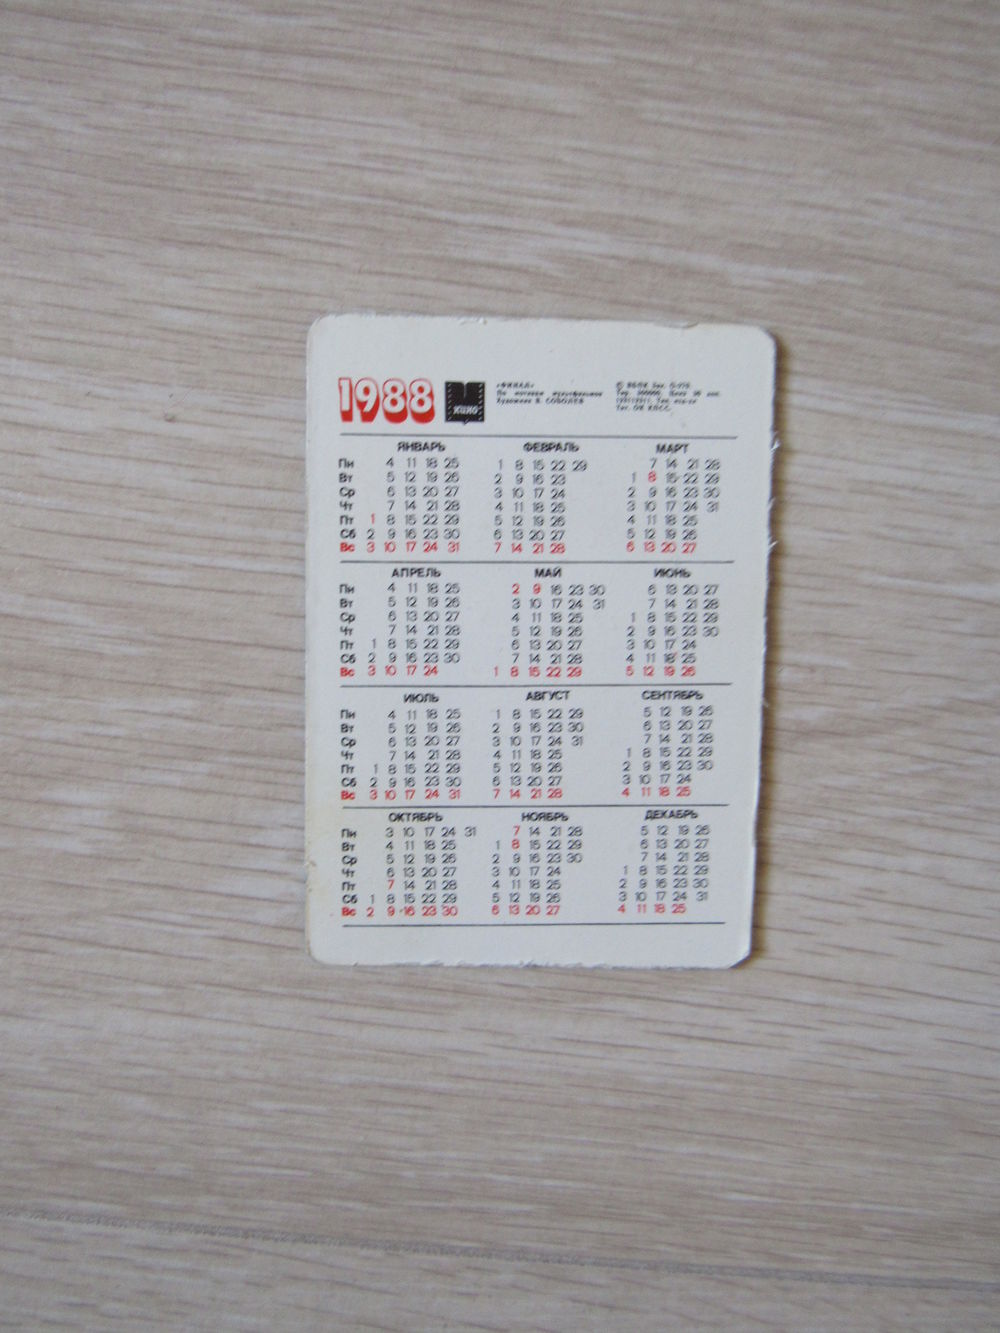 1988
КИНО
«ФИНАЛ»
По мотивам мультфильмов
Художник В. СОБОЛЕВ
Тип. ОИ КПСС.
ЯНВАРЬ ФЕВРАЛЬ МАРТ
Пн 4 11 18 25 1 8 15 22 29 7 14 21 28
Вт 5 12 19 26 2 9 16 23 1 8 15 22 29
Ср 6 13 20 27 3 10 17 24 2 9 16 23 30
Чт 7 14 21 28 4 11 18 25 3 10 17 24 31
Пт 1 8 15 22 29 5 12 19 26 4 11 18 25
Сб 2 9 16 23 30 6 13 20 27 5 12 19 26
Вс 3 10 17 24 31 7 14 21 28 6 13 20 27
АПРЕЛЬ МАЙ ИЮНЬ
Пн 4 11 18 25 2 9 16 23 30 6 13 20 27
Вт 5 12 19 26 3 10 17 24 31 7 14 21 28
Ср 6 13 20 27 4 11 18 25 1 8 15 22 29
Чт 7 14 21 28 5 12 19 26 2 9 16 23 30
Пт 1 8 15 22 29 6 13 20 27 3 10 17 24
Сб 2 9 16 23 30 7 14 21 28 4 11 18 25
Вс 3 10 17 24 1 8 15 22 29 5 12 19 26
ИЮЛЬ АВГУСТ СЕНТЯБРЬ
Пн 4 11 18 25 1 8 15 22 29 5 12 19 26
Вт 5 12 19 26 2 9 16 23 30 6 13 20 27
Ср 6 13 20 27 3 10 17 24 31 7 14 21 28
Чт 7 14 21 28 4 11 18 25 1 8 15 22 29
Пт 1 8 15 22 29 5 12 19 26 2 9 16 23 30
Сб 2 9 16 23 30 6 13 20 27 3 10 17 24
Вс 3 10 17 24 31 7 14 21 28 4 11 18 25
ОКТЯБРЬ НОЯБРЬ ДЕКАБРЬ
Пн 3 10 17 24 31 7 14 21 28 5 12 19 26
Вт 4 11 18 25 1 8 15 22 29 6 13 20 27
Ср 5 12 19 26 2 9 16 23 30 7 14 21 28
Чт 6 13 20 27 3 10 17 24 1 8 15 22 29
Пт 7 14 21 28 4 11 18 25 2 9 16 23 30
Сб 1 8 15 22 29 5 12 19 26 3 10 17 24 31
Вс 2 9 16 23 30 6 13 20 27 4 11 18 25